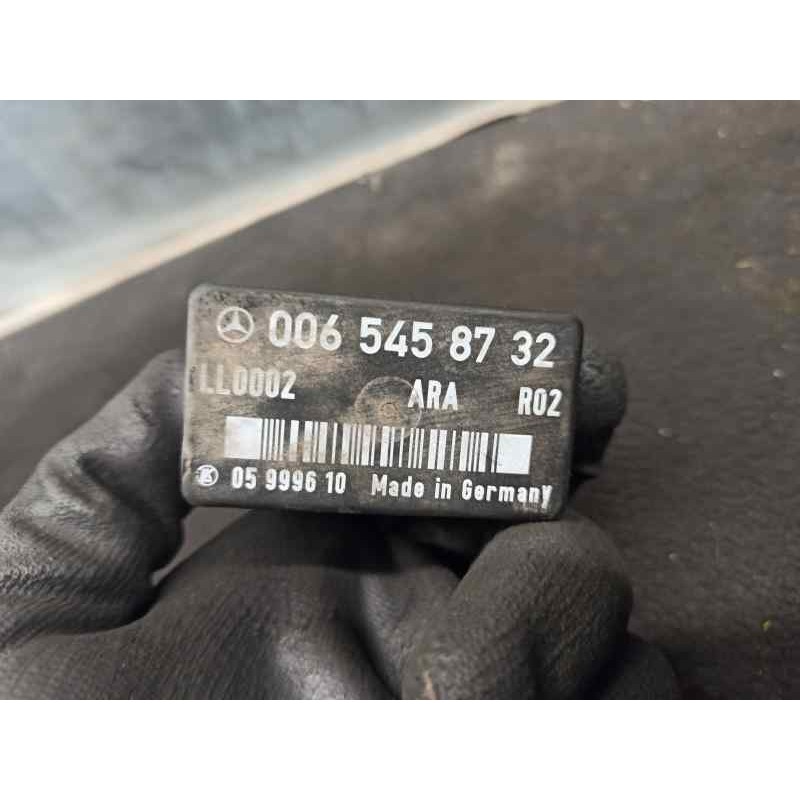 006 545 87 32
LL0002 ARA R02
05 9996 10 Made in Germany